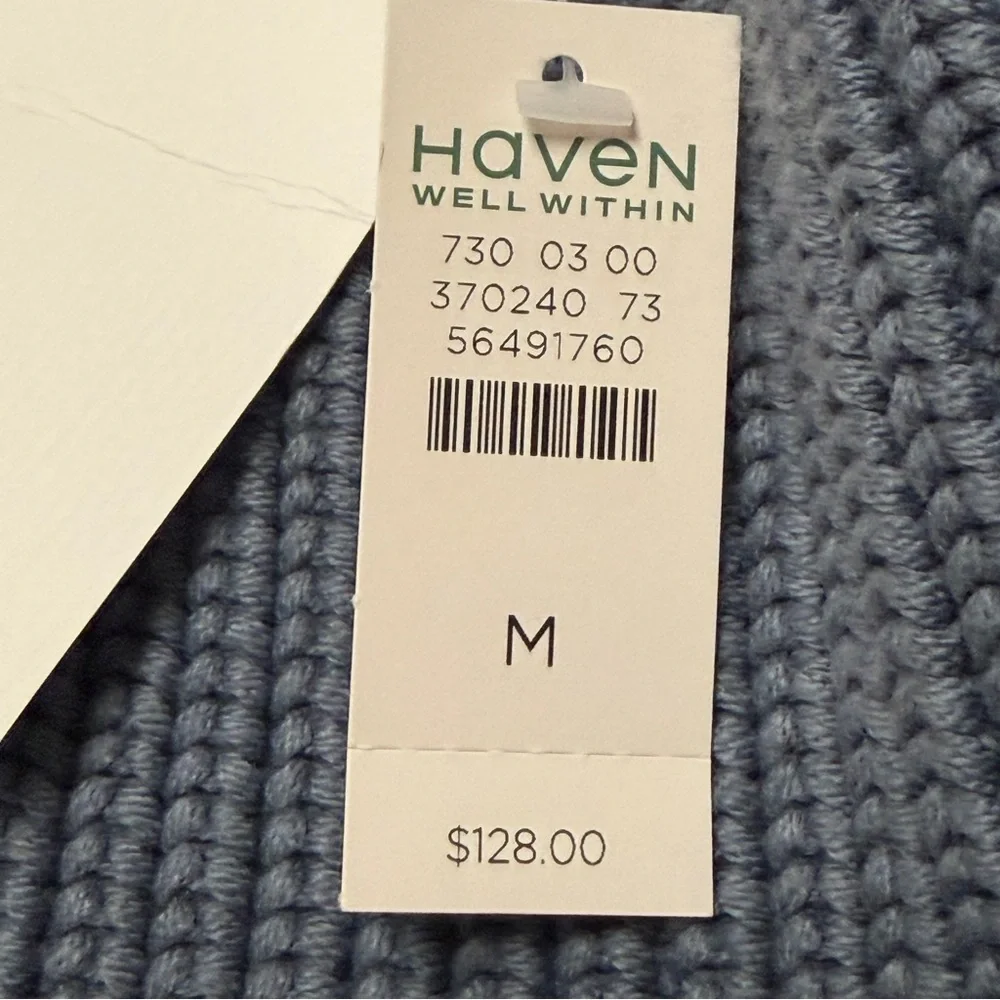 HaveN
WELL WITHIN
730 03 00
370240 73
56491760
M
$128.00